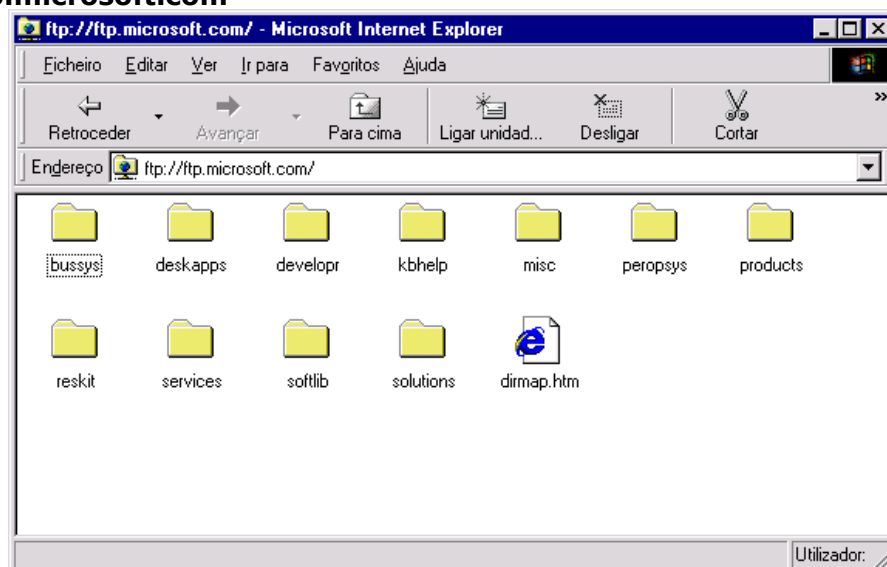 microsoft.com
ftp://ftp.microsoft.com/ - Microsoft Internet Explorer
Ficheiro Editar Ver Ir para Favoritos Ajuda
Retroceder Avançar Para cima Ligar unidad... Desligar Cortar »
Endereço ftp://ftp.microsoft.com/
bussys deskapps developr kbhelp misc peropsys products
reskit services softlib solutions dirmap.htm
Utilizador: